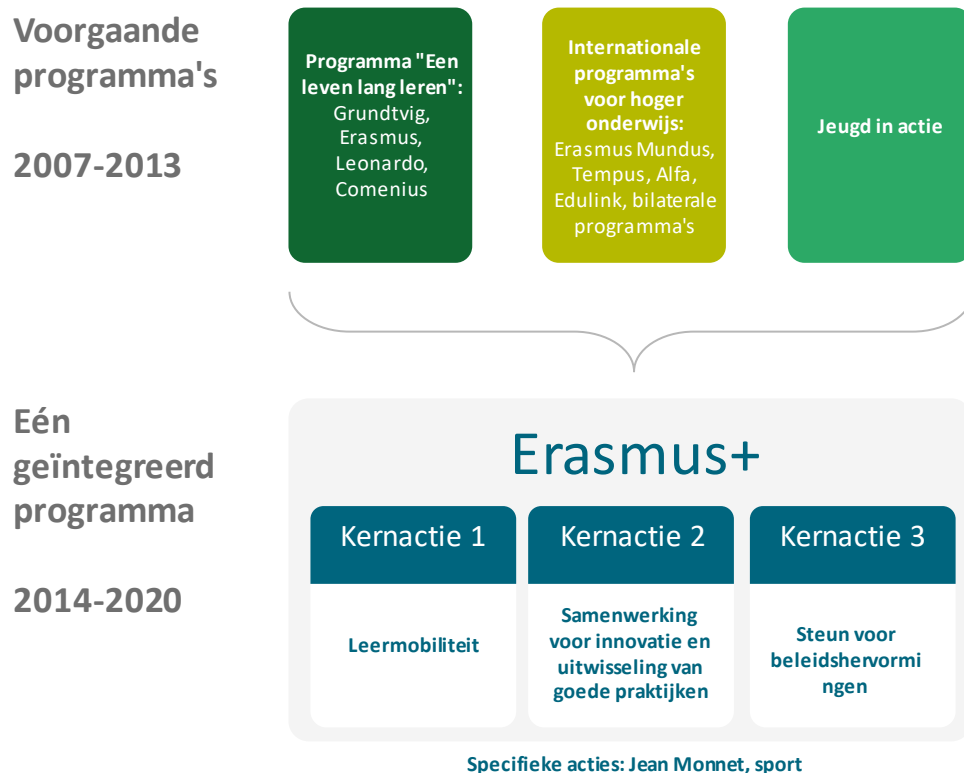 Voorgaande
programma's
2007-2013
Programma "Een
leven lang leren":
Grundtvig,
Erasmus,
Leonardo,
Comenius
Internationale
programma's
voor hoger
onderwijs:
Erasmus Mundus,
Tempus, Alfa,
Edulink, bilaterale
programma's
Jeugd in actie
Eén
geïntegreerd
programma
2014-2020
Erasmus+
Kernactie 1
Leermobiliteit
Kernactie 2
Samenwerking
voor innovatie en
uitwisseling van
goede praktijken
Kernactie 3
Steun voor
beleidshervormi
ngen
Specifieke acties: Jean Monnet, sport